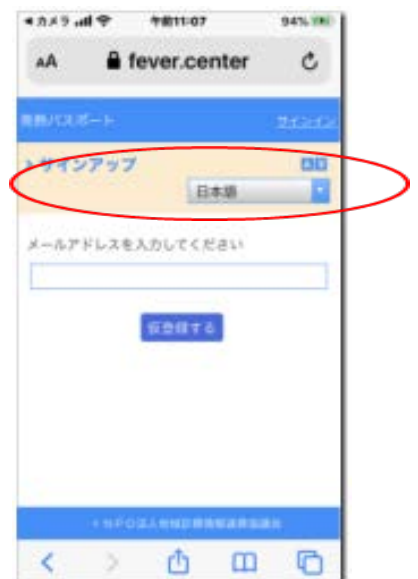 カメラ 午前11:07 94%
AA fever.center
発熱パスポート サインイン
サインアップ
日本語
メールアドレスを入力してください
仮登録する